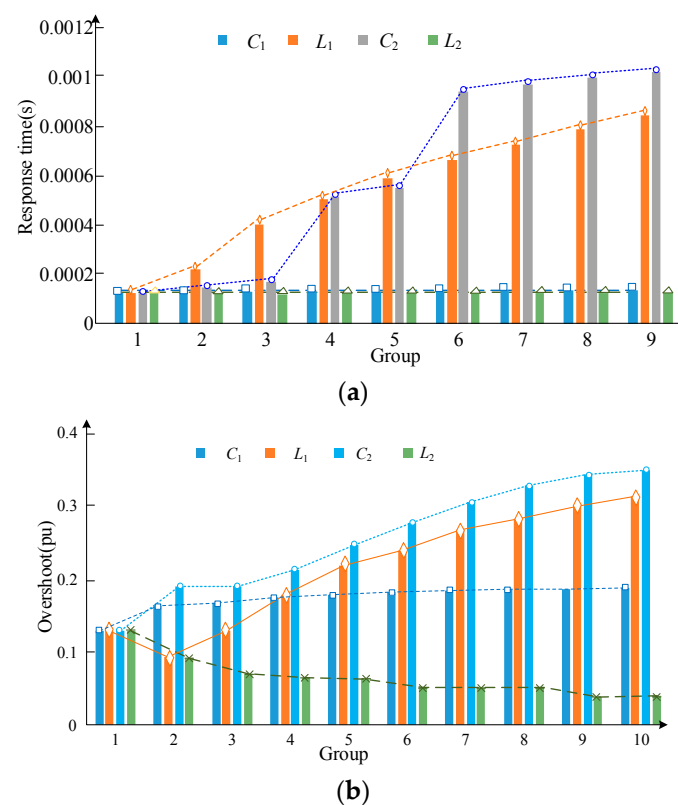 0.0012
C1 L1 C2 L2
0.001
0.0008
0.0006
0.0004
0.0002
0
Response time(s)
1 2 3 4 5 6 7 8 9
Group
(a)
0.4
C1 L1 C2 L2
0.3
0.2
0.1
0
Overshoot(pu)
1 2 3 4 5 6 7 8 9 10
Group
(b)